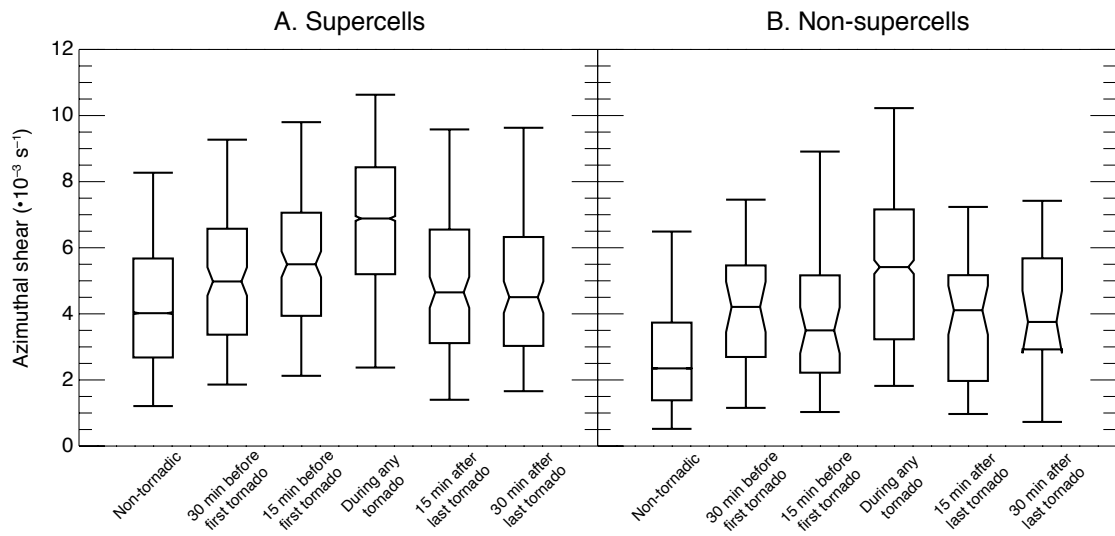 A. Supercells
B. Non-supercells
Azimuthal shear (•10⁻³ s⁻¹)
12
10
8
6
4
2
0
Non-tornadic
30 min before
first tornado
15 min before
first tornado
During any
tornado
15 min after
last tornado
30 min after
last tornado
Non-tornadic
30 min before
first tornado
15 min before
first tornado
During any
tornado
15 min after
last tornado
30 min after
last tornado